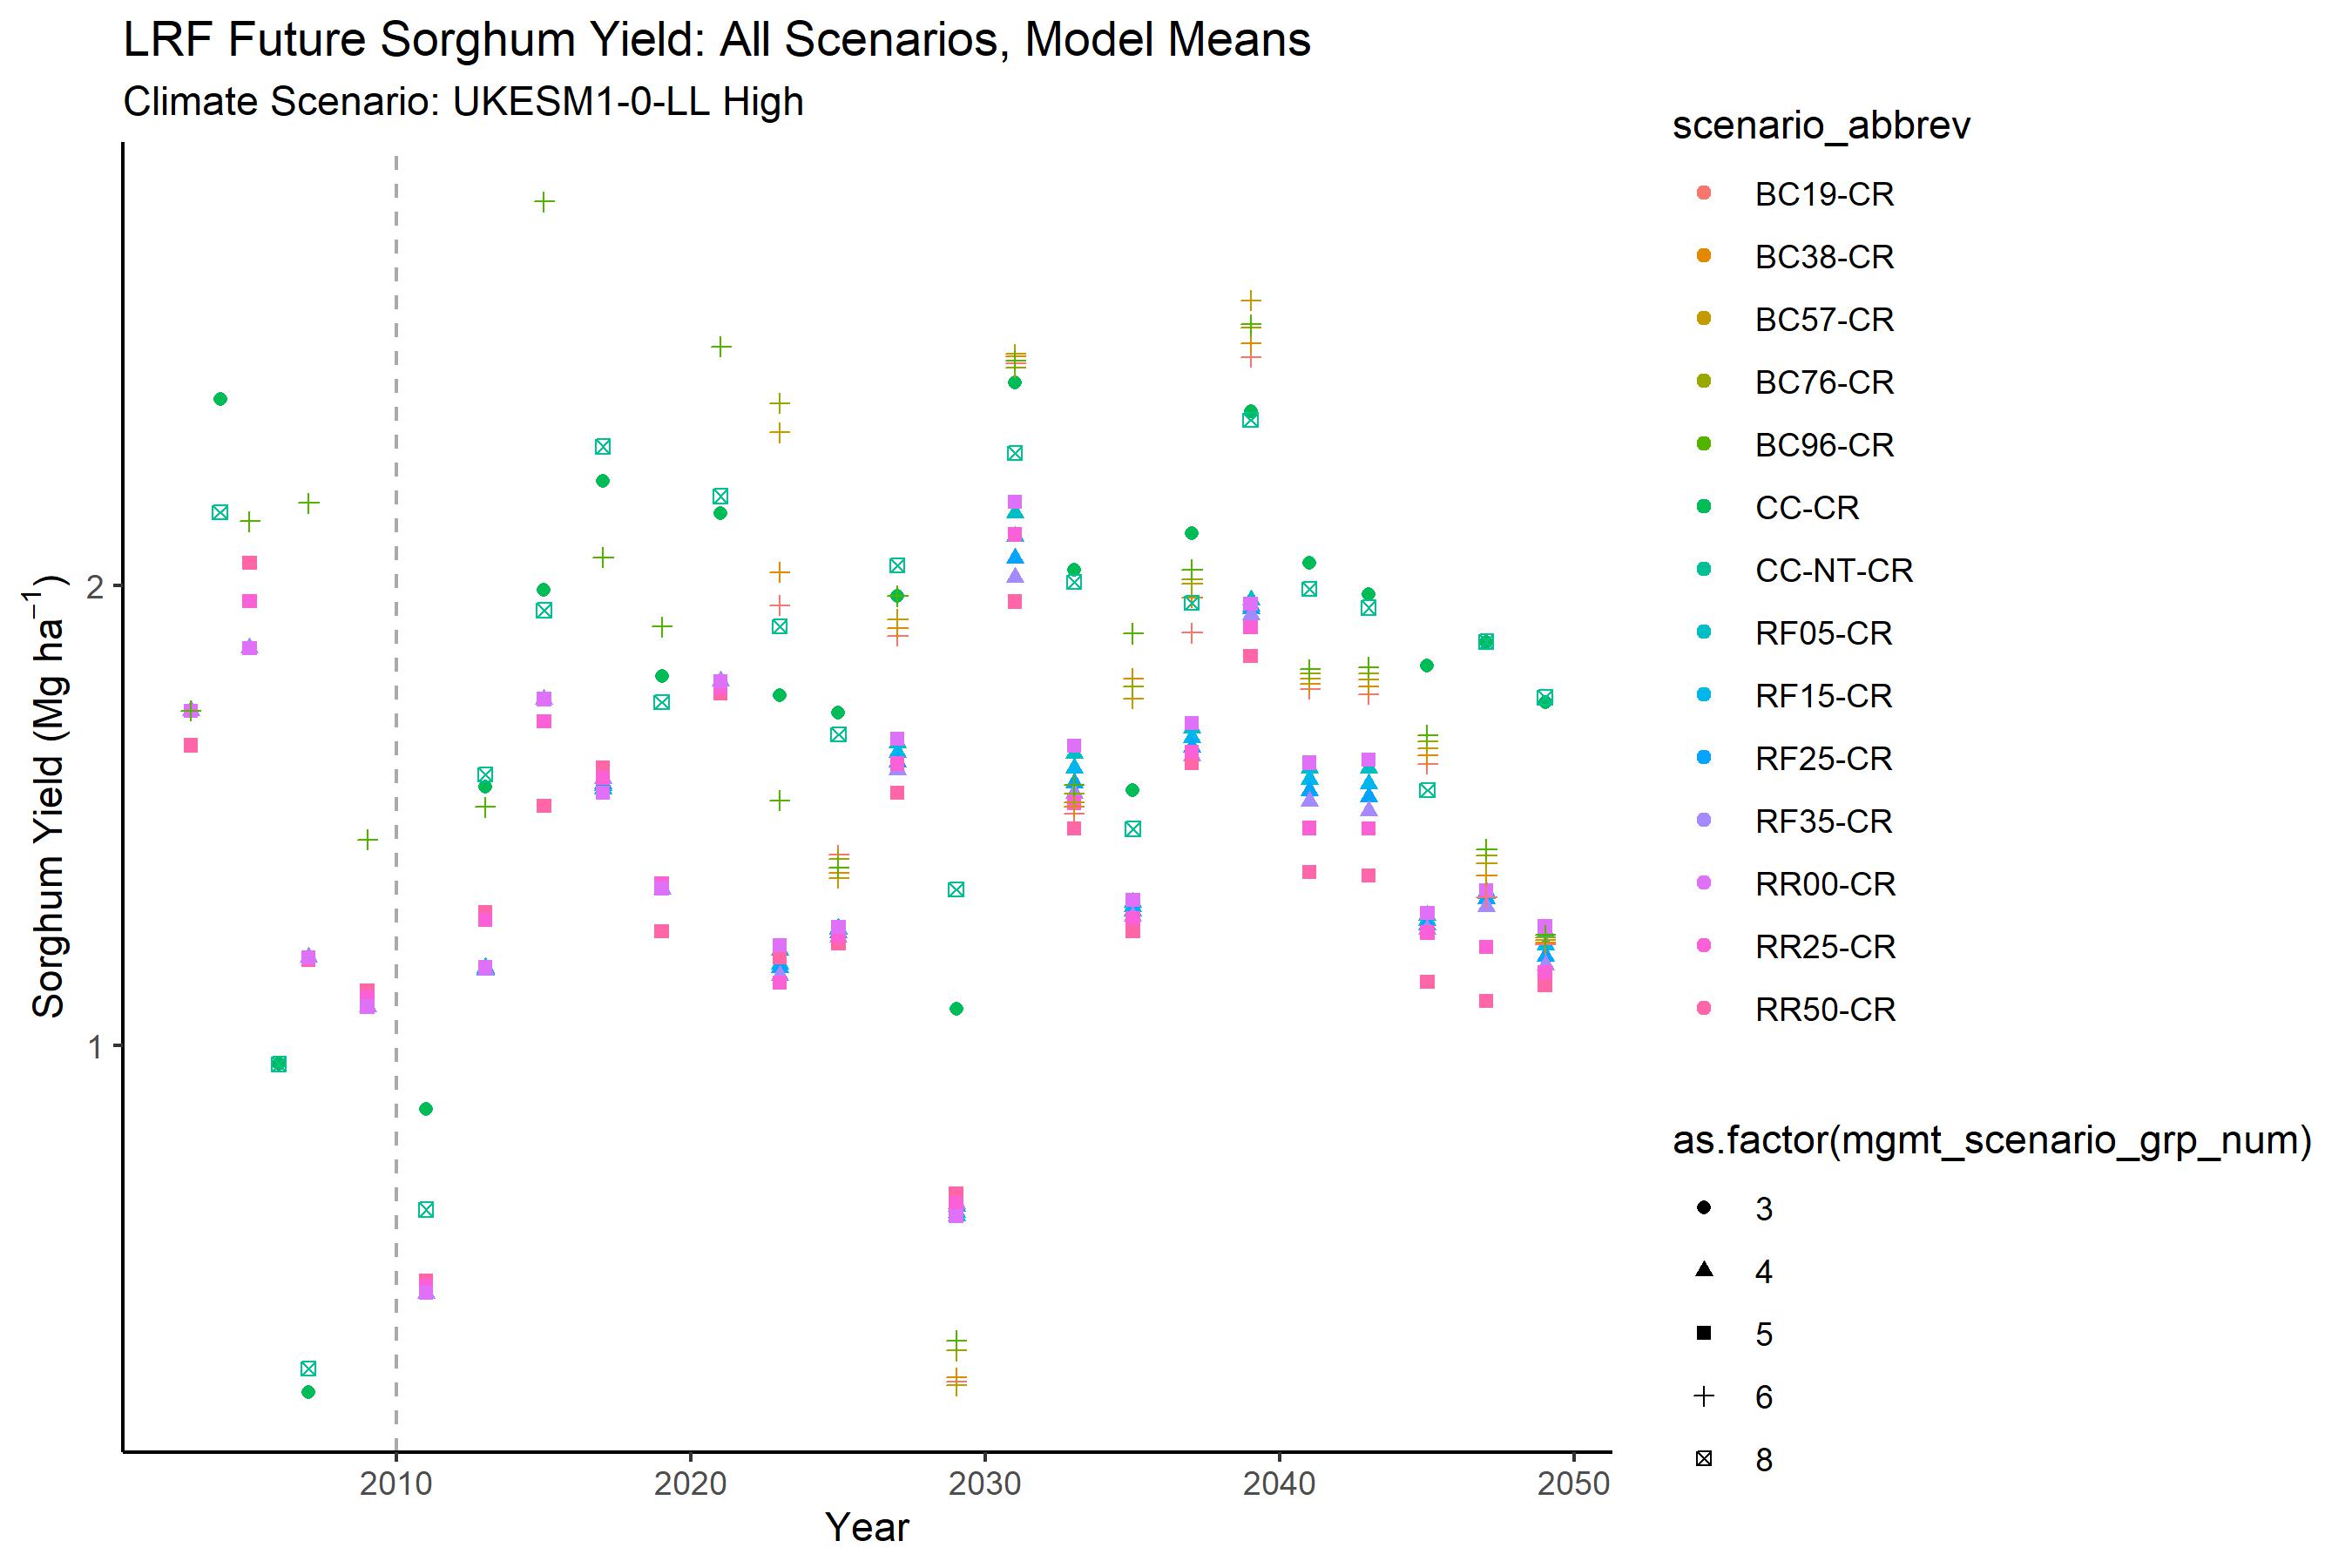 LRF Future Sorghum Yield: All Scenarios, Model Means
Climate Scenario: UKESM1-0-LL High
Sorghum Yield (Mg ha⁻¹)
2
1
2010
2020
2030
2040
2050
Year
scenario_abbrev
BC19-CR
BC38-CR
BC57-CR
BC76-CR
BC96-CR
CC-CR
CC-NT-CR
RF05-CR
RF15-CR
RF25-CR
RF35-CR
RR00-CR
RR25-CR
RR50-CR
as.factor(mgmt_scenario_grp_num)
3
4
5
6
8